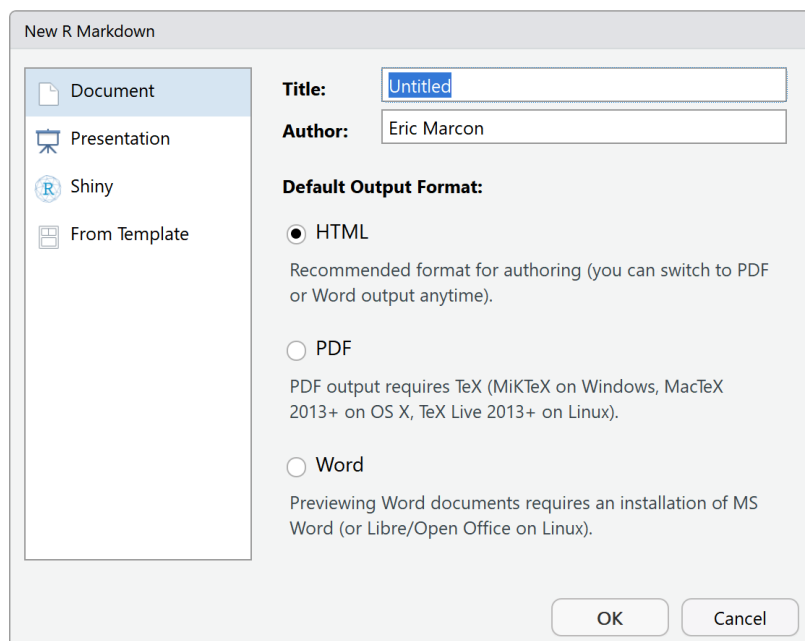 New R Markdown
Document
Presentation
R
Shiny
From Template
Title:
Untitled
Author:
Eric Marcon
Default Output Format:
HTML
Recommended format for authoring (you can switch to PDF
or Word output anytime).
PDF
PDF output requires TeX (MiKTeX on Windows, MacTeX
2013+ on OS X, TeX Live 2013+ on Linux).
Word
Previewing Word documents requires an installation of MS
Word (or Libre/Open Office on Linux).
OK
Cancel